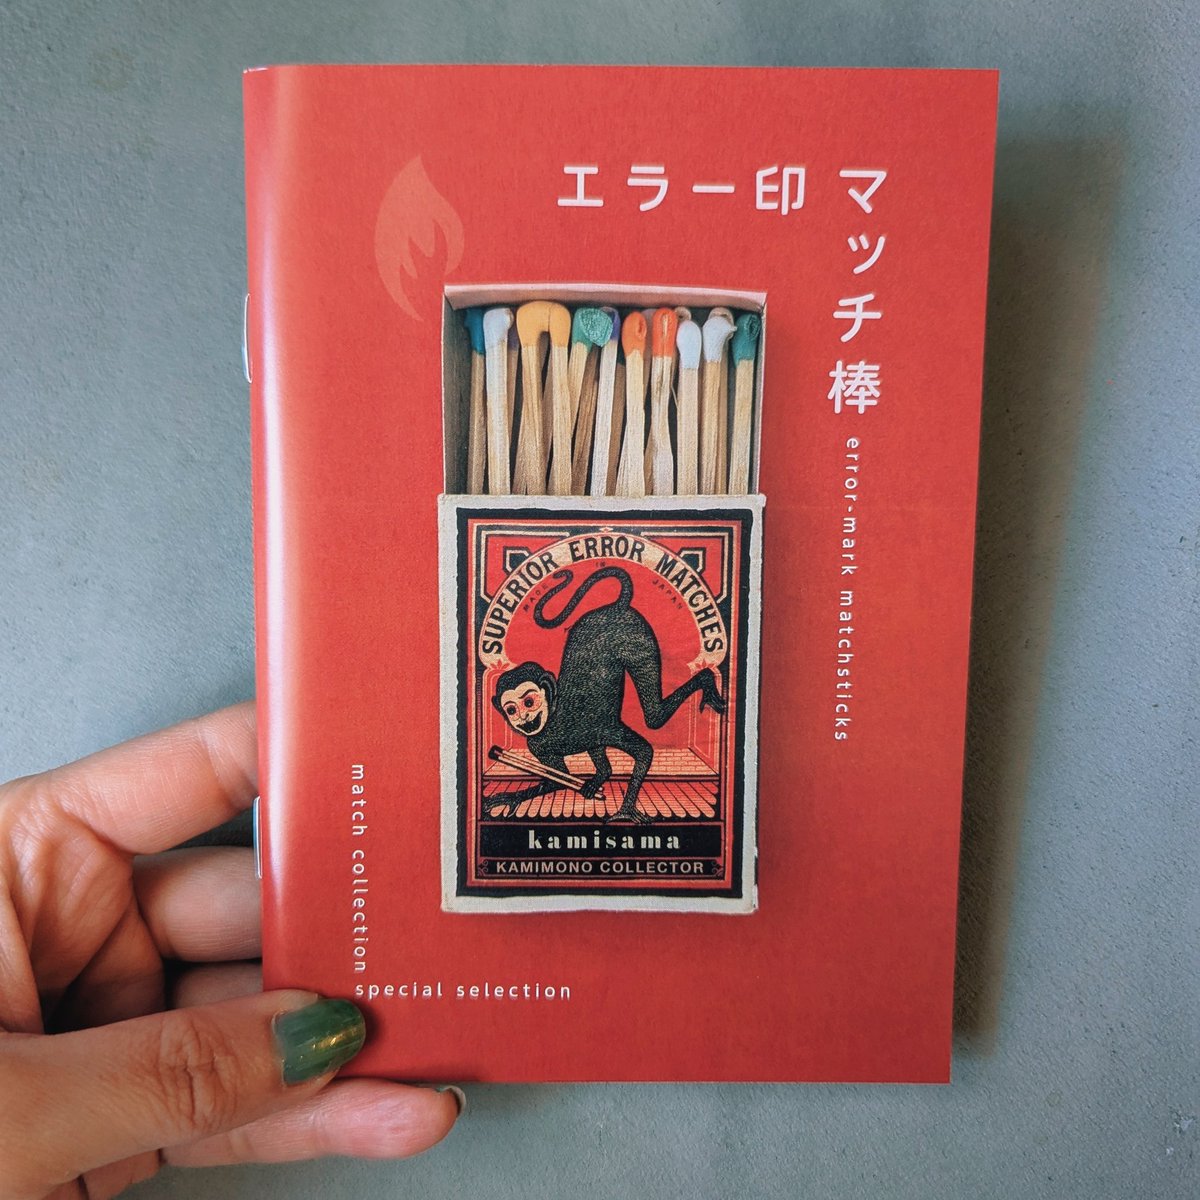 エラー印
マッチ棒
error-mark matchsticks
SUPERIOR ERROR MATCHES
MADE IN JAPAN
kamisama
KAMIMONO COLLECTOR
match collection
special selection